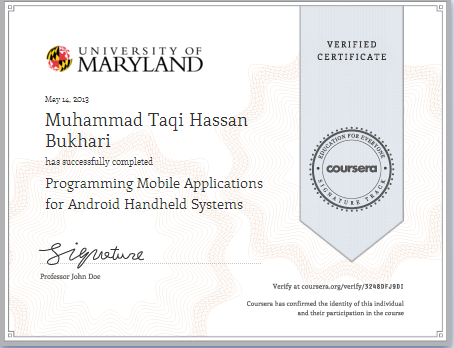 UNIVERSITY OF
MARYLAND
VERIFIED
CERTIFICATE
May 14, 2013
Muhammad Taqi Hassan
Bukhari
has successfully completed
Programming Mobile Applications
for Android Handheld Systems
EDUCATION FOR EVERYONE
coursera
SIGNATURE TRACK
Signature
Professor John Doe
Verify at coursera.org/verify/3248DFJ9DI
Coursera has confirmed the identity of this individual
and their participation in the course